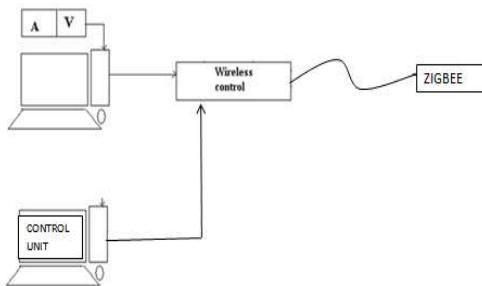 A V
Wireless
control
ZIGBEE
CONTROL
UNIT